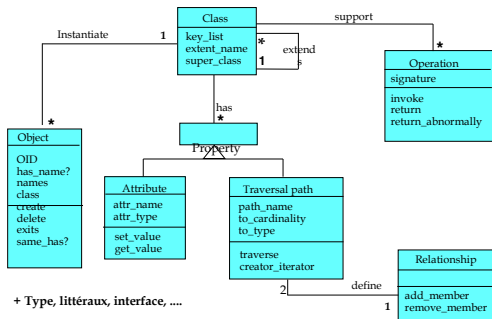 Class
key_list
extent_name
super_class
support
Instantiate
1
*
extend
s
1
*
Operation
signature
invoke
return
return_abnormally
has
*
Property
*
Object
OID
has_name?
names
class
create
delete
exits
same_has?
Attribute
attr_name
attr_type
set_value
get_value
Traversal path
path_name
to_cardinality
to_type
traverse
creator_iterator
Relationship
add_member
remove_member
2
define
1
+ Type, littéraux, interface, ....